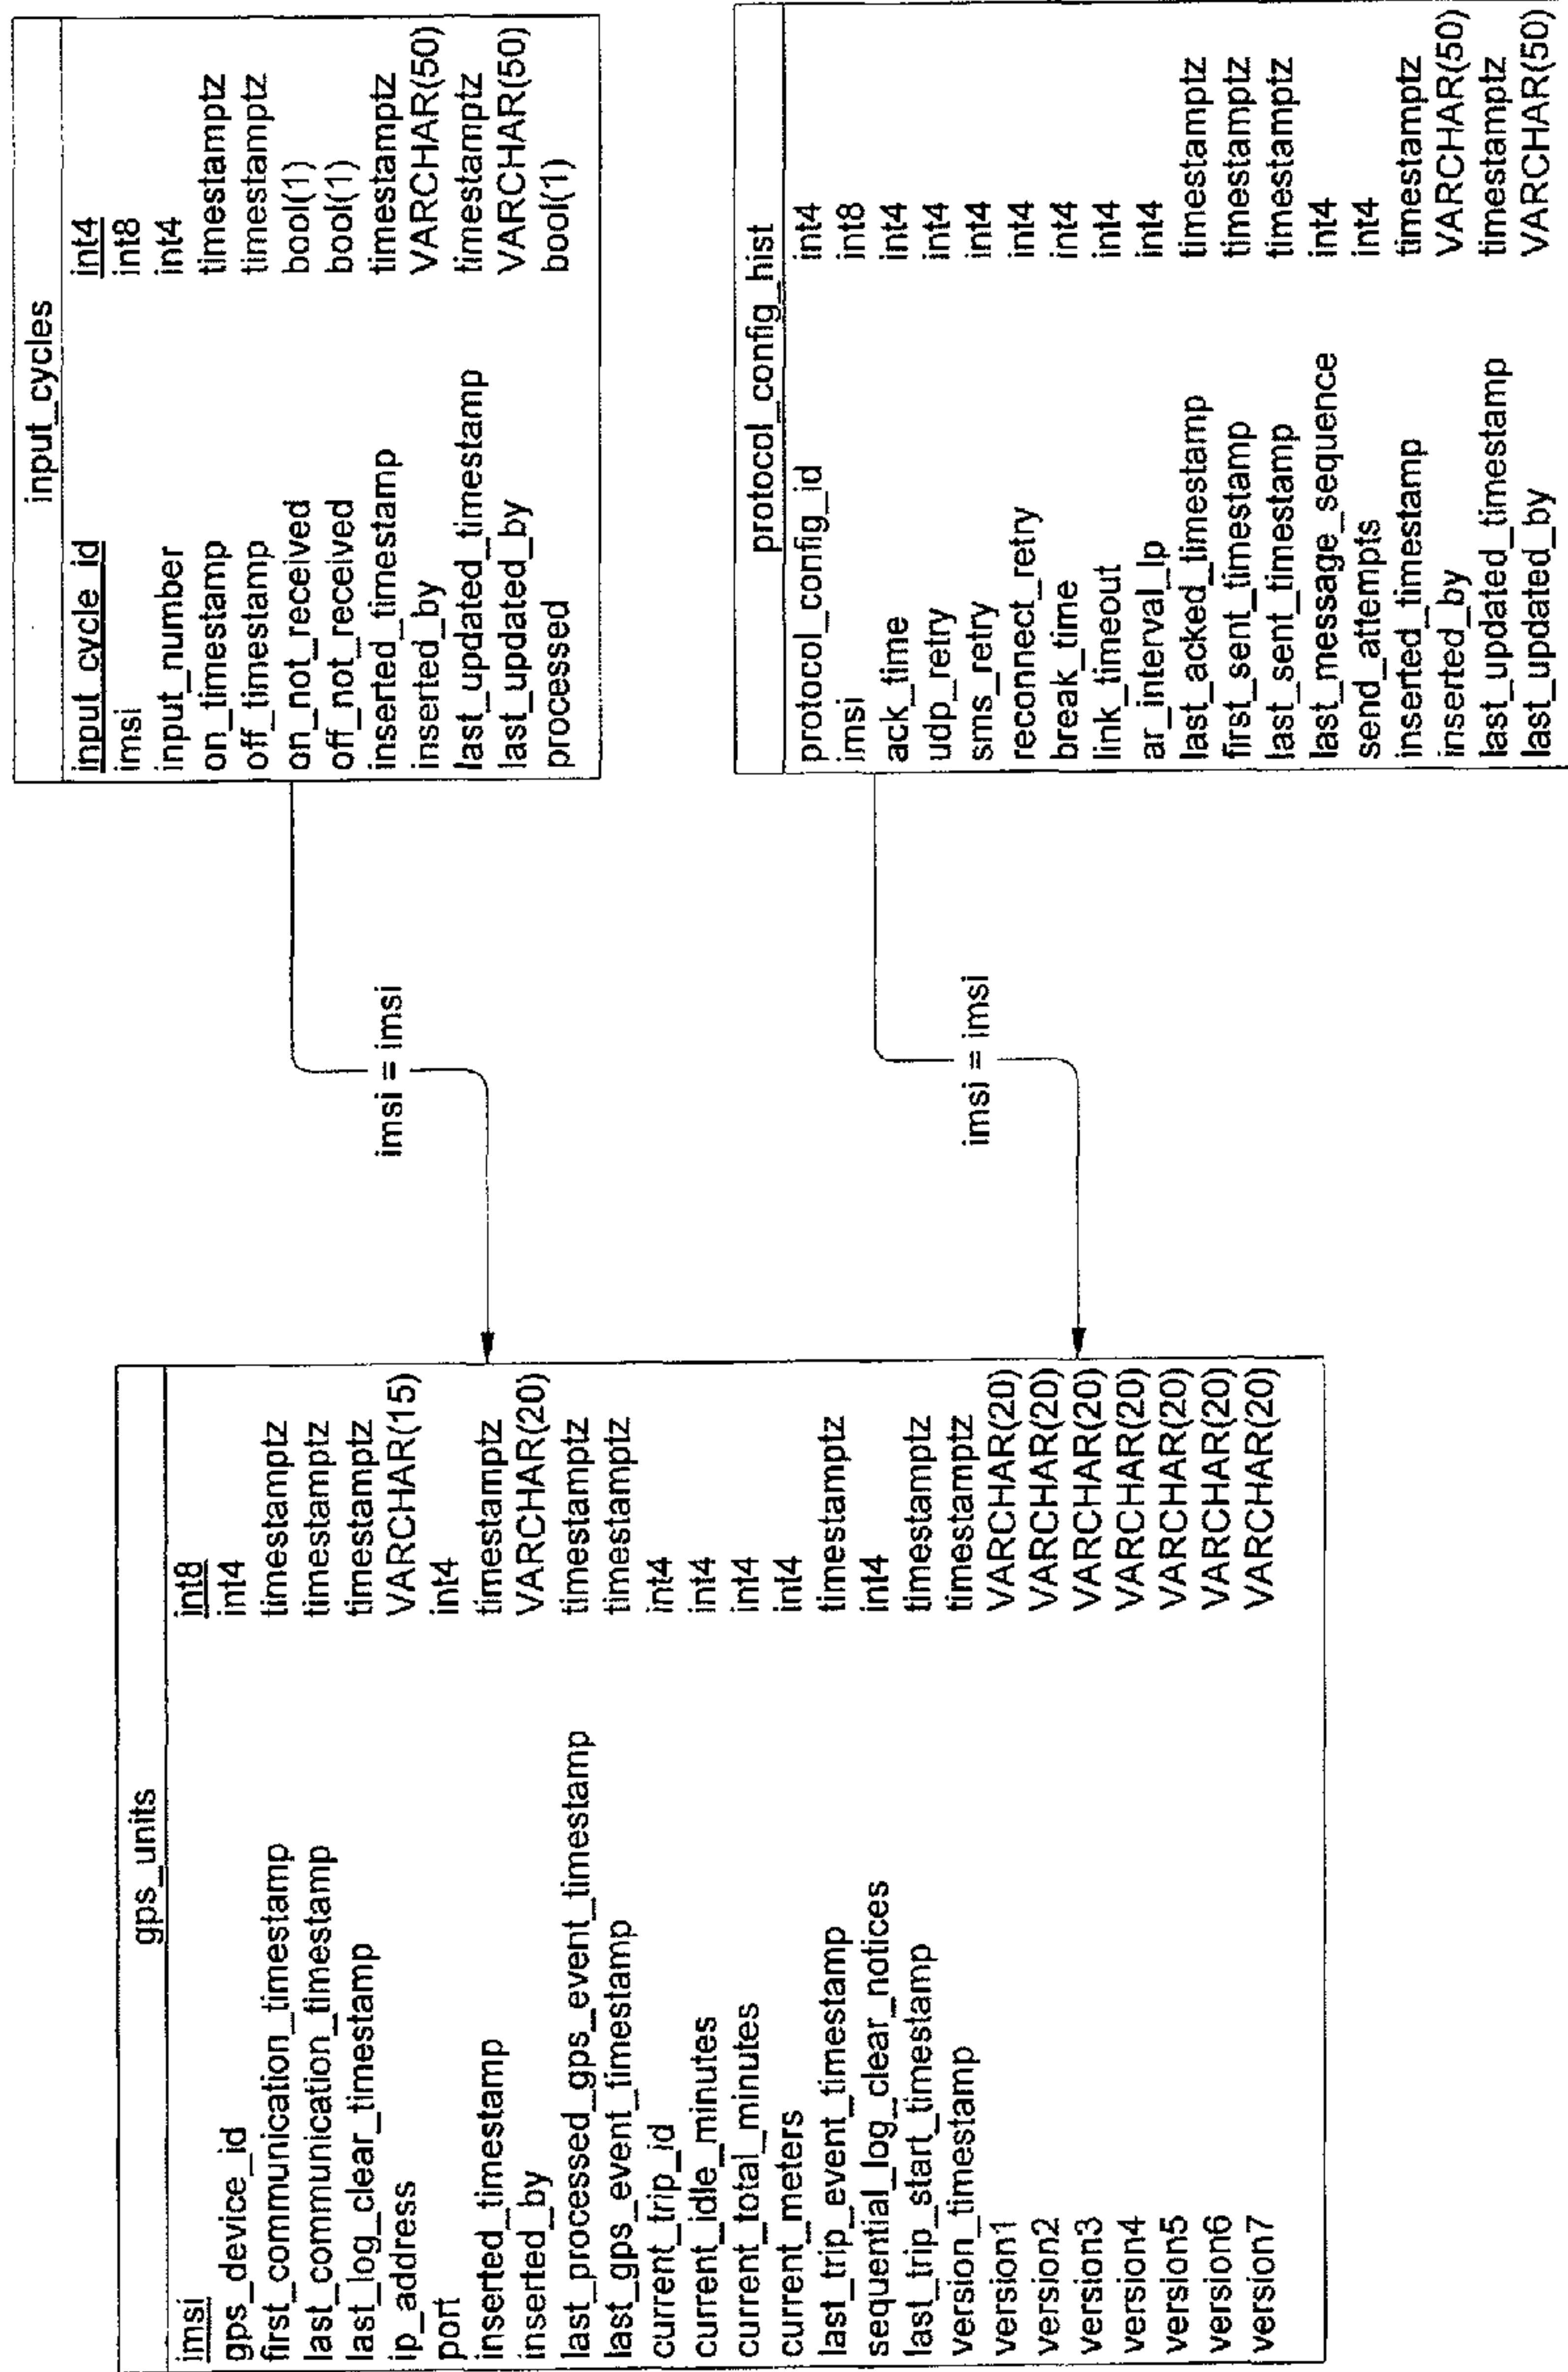 gps_units
imsi int8
gps_device_id int4
first_communication_timestamp timestamptz
last_communication_timestamp timestamptz
last_log_clear_timestamp timestamptz
ip_address VARCHAR(15)
port int4
inserted_timestamp timestamptz
inserted_by VARCHAR(20)
last_processed_gps_event_timestamp timestamptz
last_gps_event_timestamp timestamptz
current_trip_id int4
current_idle_minutes int4
current_total_minutes int4
current_meters int4
last_trip_event_timestamp timestamptz
sequential_log_clear_notices int4
last_trip_start_timestamp timestamptz
version_timestamp timestamptz
version1 VARCHAR(20)
version2 VARCHAR(20)
version3 VARCHAR(20)
version4 VARCHAR(20)
version5 VARCHAR(20)
version6 VARCHAR(20)
version7 VARCHAR(20)
imsi = imsi
imsi = imsi
input_cycles
input_cycle_id int4
imsi int8
input_number int4
on_timestamp timestamptz
off_timestamp timestamptz
on_not_received bool(1)
off_not_received bool(1)
inserted_timestamp timestamptz
inserted_by VARCHAR(50)
last_updated_timestamp timestamptz
last_updated_by VARCHAR(50)
processed bool(1)
protocol_config_hist
protocol_config_id int4
imsi int8
ack_time int4
udp_retry int4
sms_retry int4
reconnect_retry int4
break_time int4
link_timeout int4
ar_interval_lp int4
last_acked_timestamp timestamptz
first_sent_timestamp timestamptz
last_sent_timestamp timestamptz
last_message_sequence int4
send_attempts int4
inserted_timestamp timestamptz
inserted_by VARCHAR(50)
last_updated_timestamp timestamptz
last_updated_by VARCHAR(50)